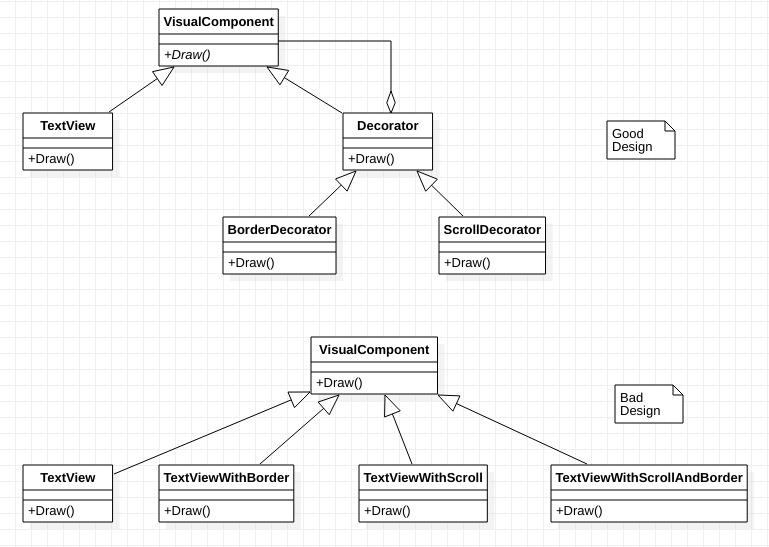 VisualComponent
+Draw()
TextView
+Draw()
Decorator
+Draw()
Good
Design
BorderDecorator
+Draw()
ScrollDecorator
+Draw()
VisualComponent
+Draw()
Bad
Design
TextView
+Draw()
TextViewWithBorder
+Draw()
TextViewWithScroll
+Draw()
TextViewWithScrollAndBorder
+Draw()